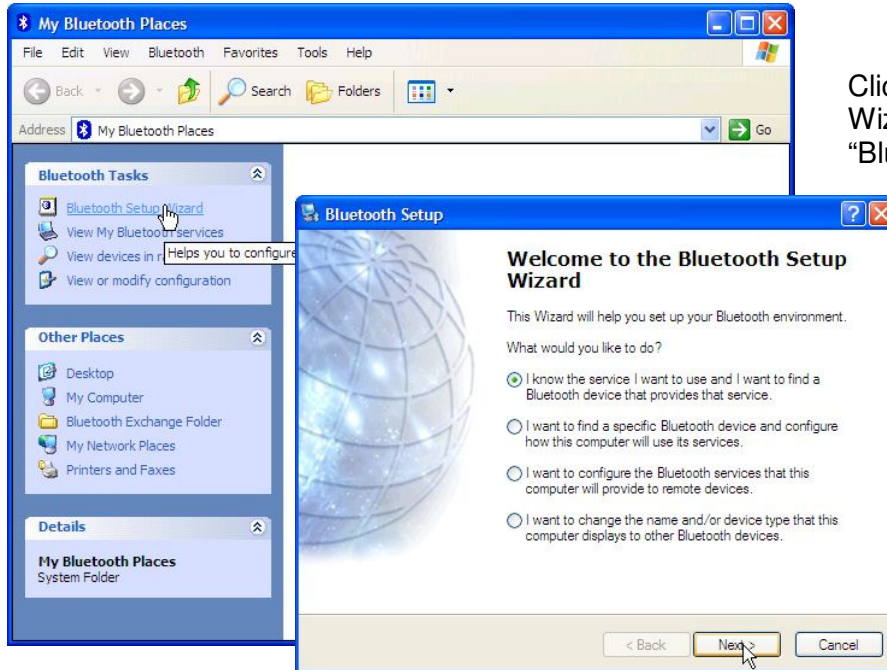 My Bluetooth Places
File Edit View Bluetooth Favorites Tools Help
Back Search Folders
Address My Bluetooth Places Go
Bluetooth Tasks
Bluetooth Setup Wizard
View My Bluetooth services
View devices in
Helps you to configure
View or modify configuration
Other Places
Desktop
My Computer
Bluetooth Exchange Folder
My Network Places
Printers and Faxes
Details
My Bluetooth Places
System Folder
Bluetooth Setup
Welcome to the Bluetooth Setup
Wizard
This Wizard will help you set up your Bluetooth environment.
What would you like to do?
I know the service I want to use and I want to find a
Bluetooth device that provides that service.
I want to find a specific Bluetooth device and configure
how this computer will use its services.
I want to configure the Bluetooth services that this
computer will provide to remote devices.
I want to change the name and/or device type that this
computer displays to other Bluetooth devices.
< Back Next > Cancel